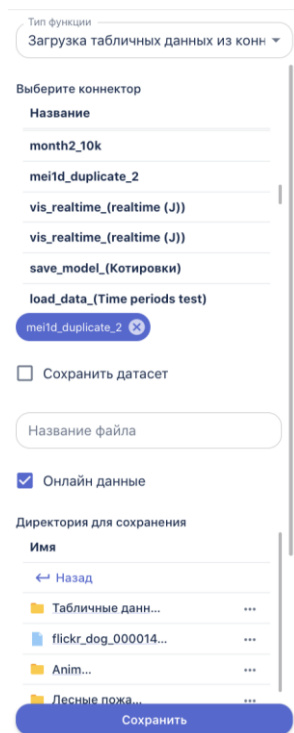 Тип функции
Загрузка табличных данных из конн
Выберите коннектор
Название
month2_10k
mei1d_duplicate_2
vis_realtime_(realtime (J))
vis_realtime_(realtime (J))
save_model_(Котировки)
load_data_(Time periods test)
mei1d_duplicate_2
Сохранить датасет
Название файла
Онлайн данные
Директория для сохранения
Имя
Назад
Табличные данн...
flickr_dog_000014...
Anim...
Лесные пожа...
Сохранить